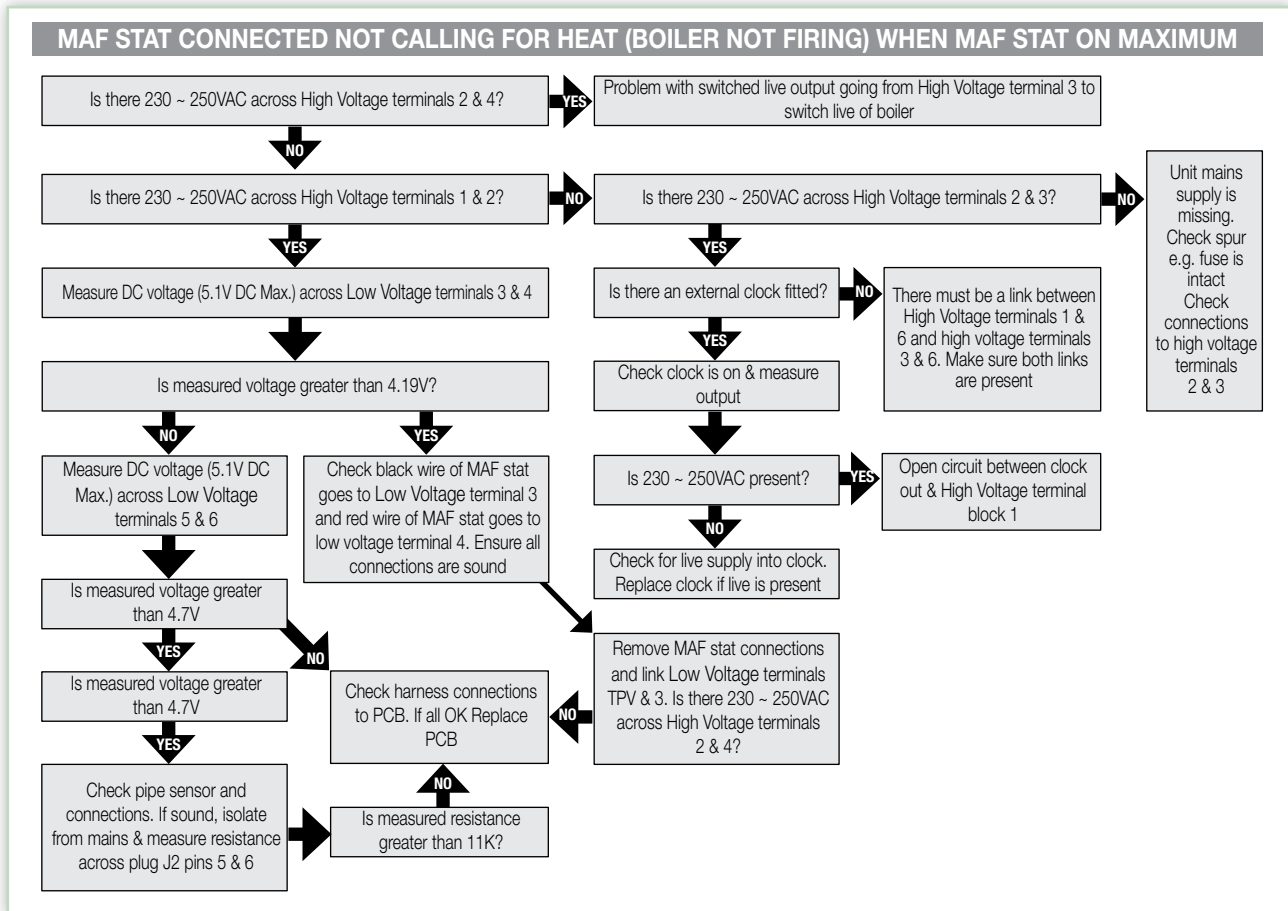 MAF STAT CONNECTED NOT CALLING FOR HEAT (BOILER NOT FIRING) WHEN MAF STAT ON MAXIMUM
Is there 230 ~ 250VAC across High Voltage terminals 2 & 4?
YES
Problem with switched live output going from High Voltage terminal 3 to
switch live of boiler
NO
Is there 230 ~ 250VAC across High Voltage terminals 1 & 2?
NO
Is there 230 ~ 250VAC across High Voltage terminals 2 & 3?
NO
Unit mains
supply is
missing.
Check spur
e.g. fuse is
intact
Check
connections
to high voltage
terminals
2 & 3
YES
YES
Measure DC voltage (5.1V DC Max.) across Low Voltage terminals 3 & 4
Is there an external clock fitted?
NO
There must be a link between
High Voltage terminals 1 &
6 and high voltage terminals
3 & 6. Make sure both links
are present
YES
Is measured voltage greater than 4.19V?
Check clock is on & measure
output
NO
YES
Measure DC voltage (5.1V DC
Max.) across Low Voltage
terminals 5 & 6
Check black wire of MAF stat
goes to Low Voltage terminal 3
and red wire of MAF stat goes to
low voltage terminal 4. Ensure all
connections are sound
Is 230 ~ 250VAC present?
YES
Open circuit between clock
out & High Voltage terminal
block 1
NO
Check for live supply into clock.
Replace clock if live is present
Is measured voltage greater
than 4.7V
YES
NO
Is measured voltage greater
than 4.7V
YES
Check harness connections
to PCB. If all OK Replace
PCB
NO
Remove MAF stat connections
and link Low Voltage terminals
TPV & 3. Is there 230 ~ 250VAC
across High Voltage terminals
2 & 4?
Check pipe sensor and
connections. If sound, isolate
from mains & measure resistance
across plug J2 pins 5 & 6
NO
Is measured resistance
greater than 11K?